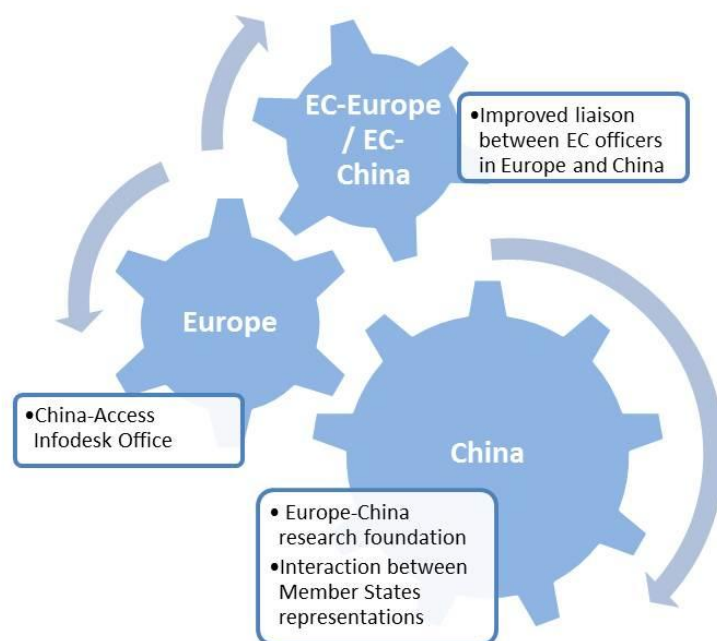 EC-Europe
/ EC-
China
•Improved liaison
between EC officers
in Europe and China
Europe
•China-Access
Infodesk Office
China
• Europe-China
research foundation
•Interaction between
Member States
representations